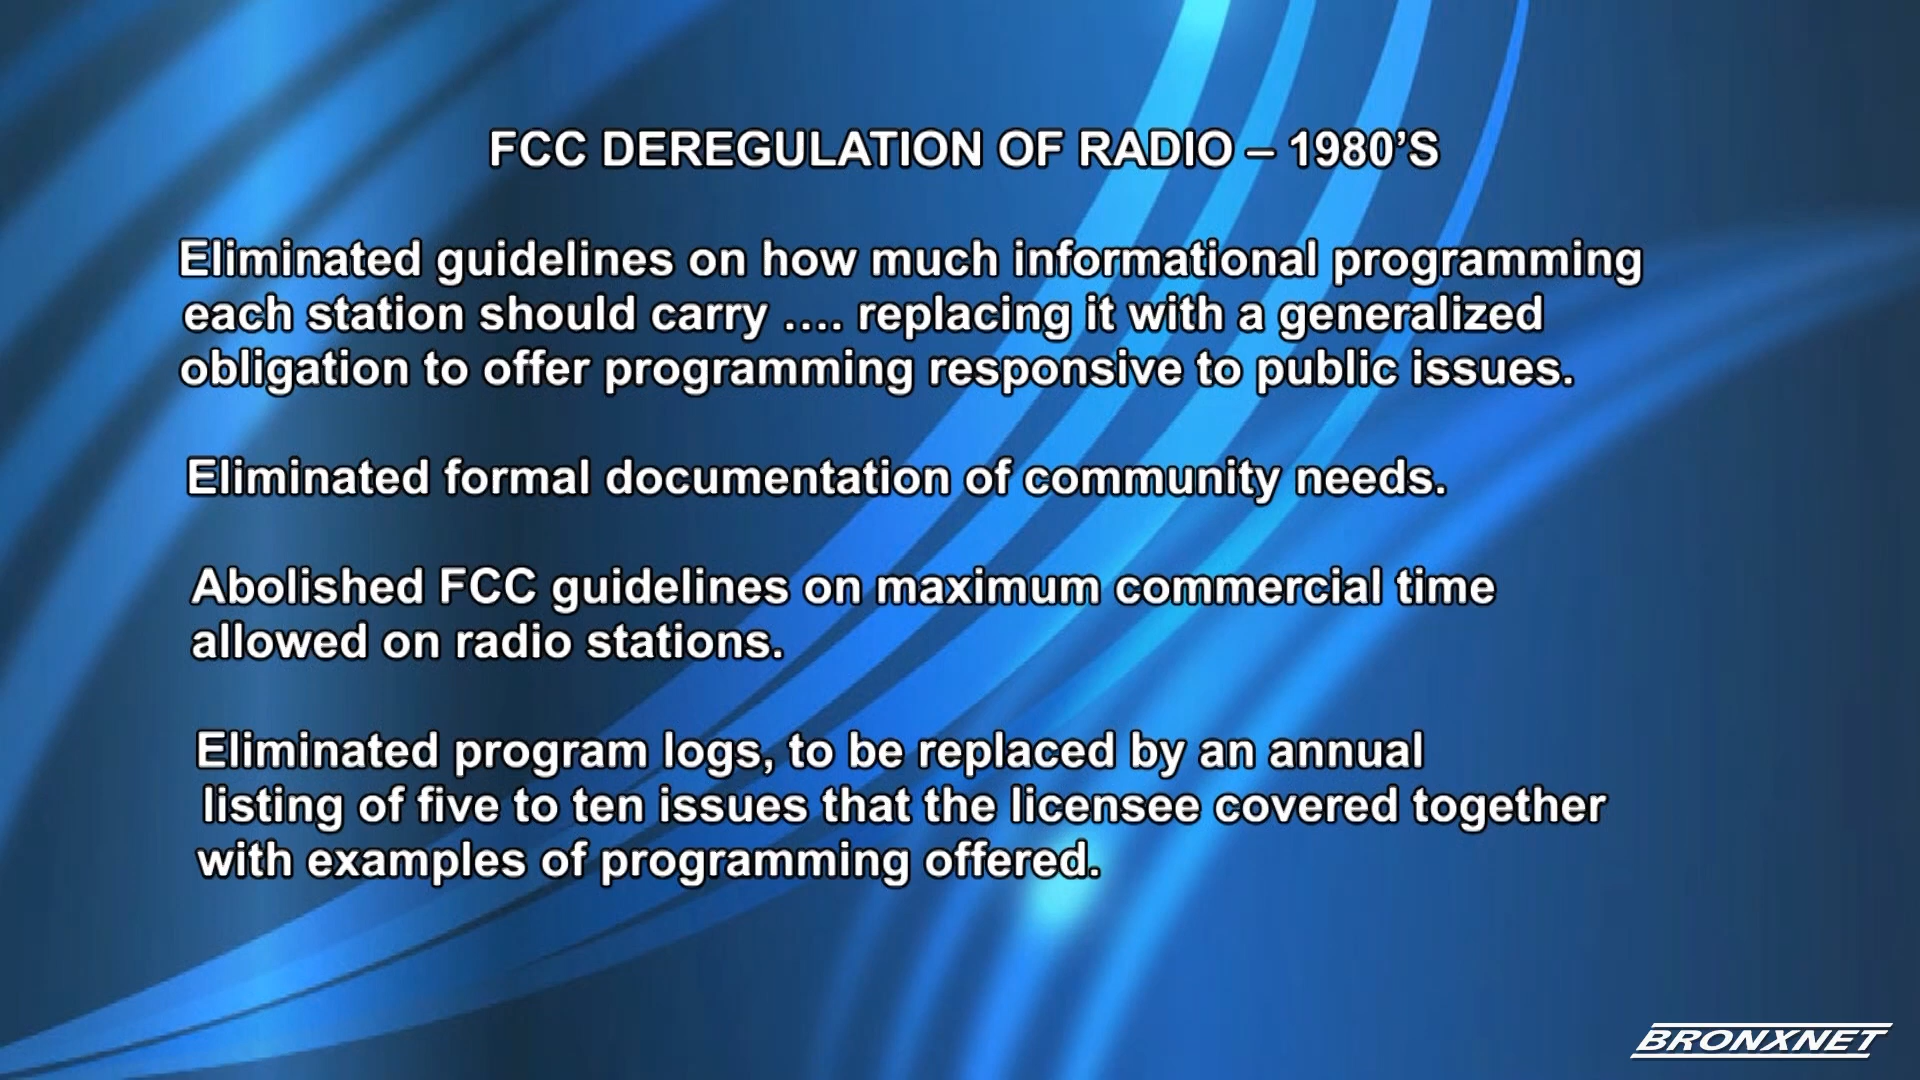 FCC DEREGULATION OF RADIO – 1980’S
Eliminated guidelines on how much informational programming
each station should carry .... replacing it with a generalized
obligation to offer programming responsive to public issues.
Eliminated formal documentation of community needs.
Abolished FCC guidelines on maximum commercial time
allowed on radio stations.
Eliminated program logs, to be replaced by an annual
listing of five to ten issues that the licensee covered together
with examples of programming offered.
BRONXNET